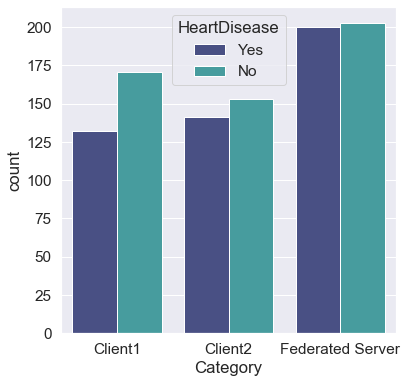 HeartDisease
Yes
No
200
175
150
125
100
75
50
25
0
count
Client1 Client2 Federated Server
Category